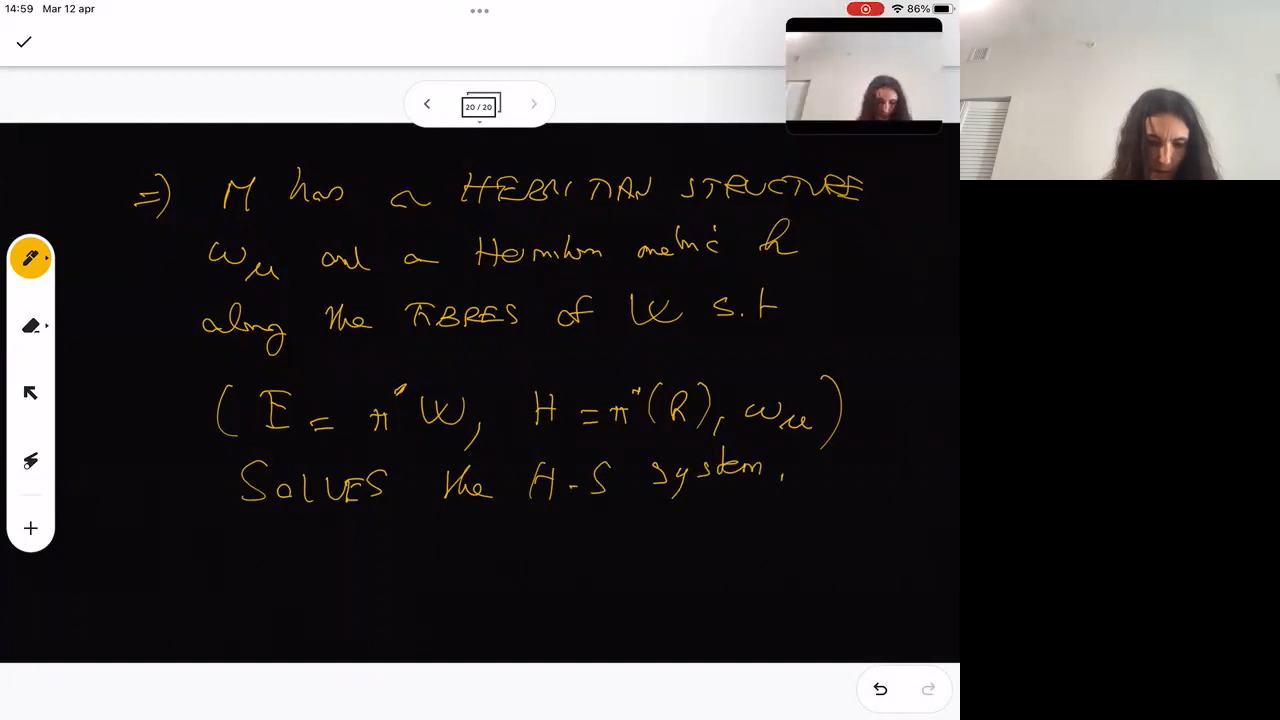 14:59 Mar 12 apr
86%
20 / 20
=) M has a HERMITIAN STRUCTURE
ω_u and a Hermitian metric h
along the FIBRES of W s.t
( E = π* W, H = π*(h), ω_u )
SOLVES the H-S system.